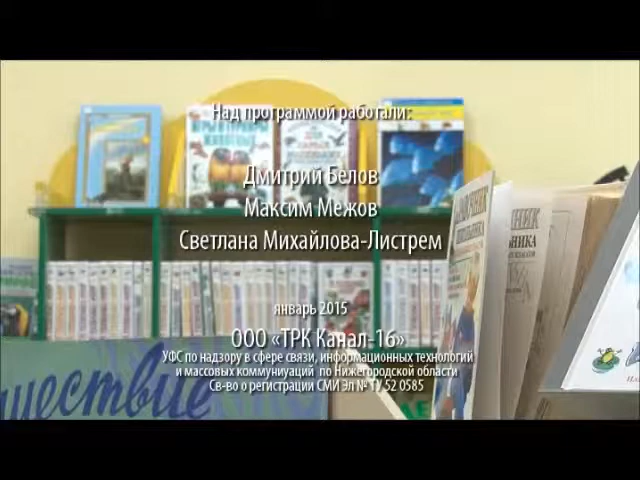 Над программой работали:
Дмитрий Белов
Максим Межов
Светлана Михайлова-Листрем
январь 2015
ООО «ТРК Канал-16»
УФС по надзору в сфере связи, информационных технологий
и массовых коммуниуаций по Нижегородской области
Св-во о регистрации СМИ Эл № ТУ 52 0585